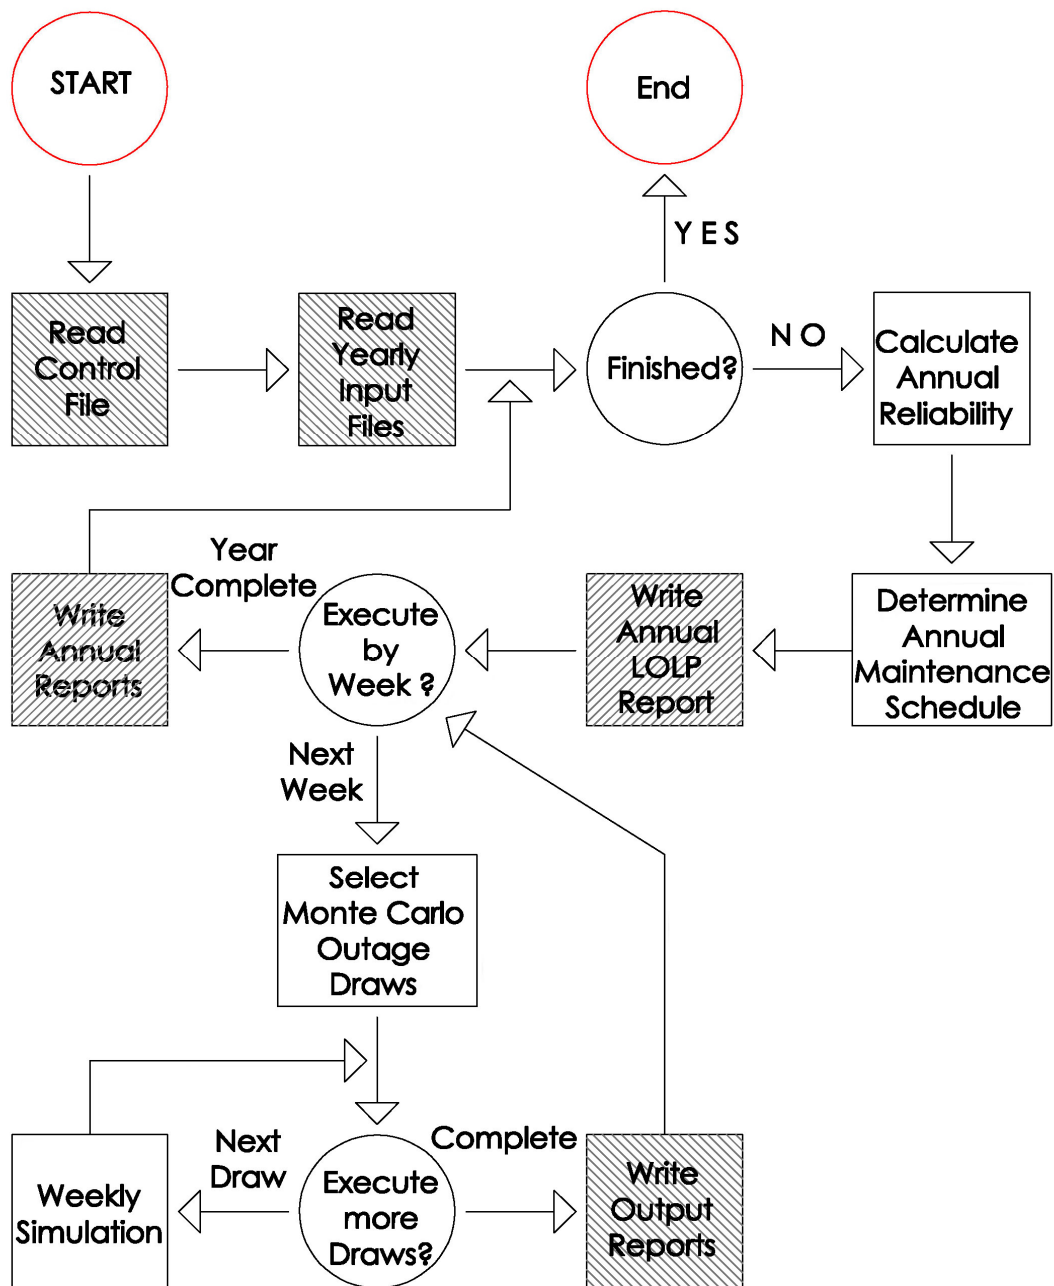 START
End
YES
Read
Control
File
Read
Yearly
Input
Files
Finished?
NO
Calculate
Annual
Reliability
Year
Complete
Write
Annual
Reports
Execute
by
Week ?
Write
Annual
LOLP
Report
Determine
Annual
Maintenance
Schedule
Next
Week
Select
Monte Carlo
Outage
Draws
Weekly
Simulation
Next
Draw
Execute
more
Draws?
Complete
Write
Output
Reports